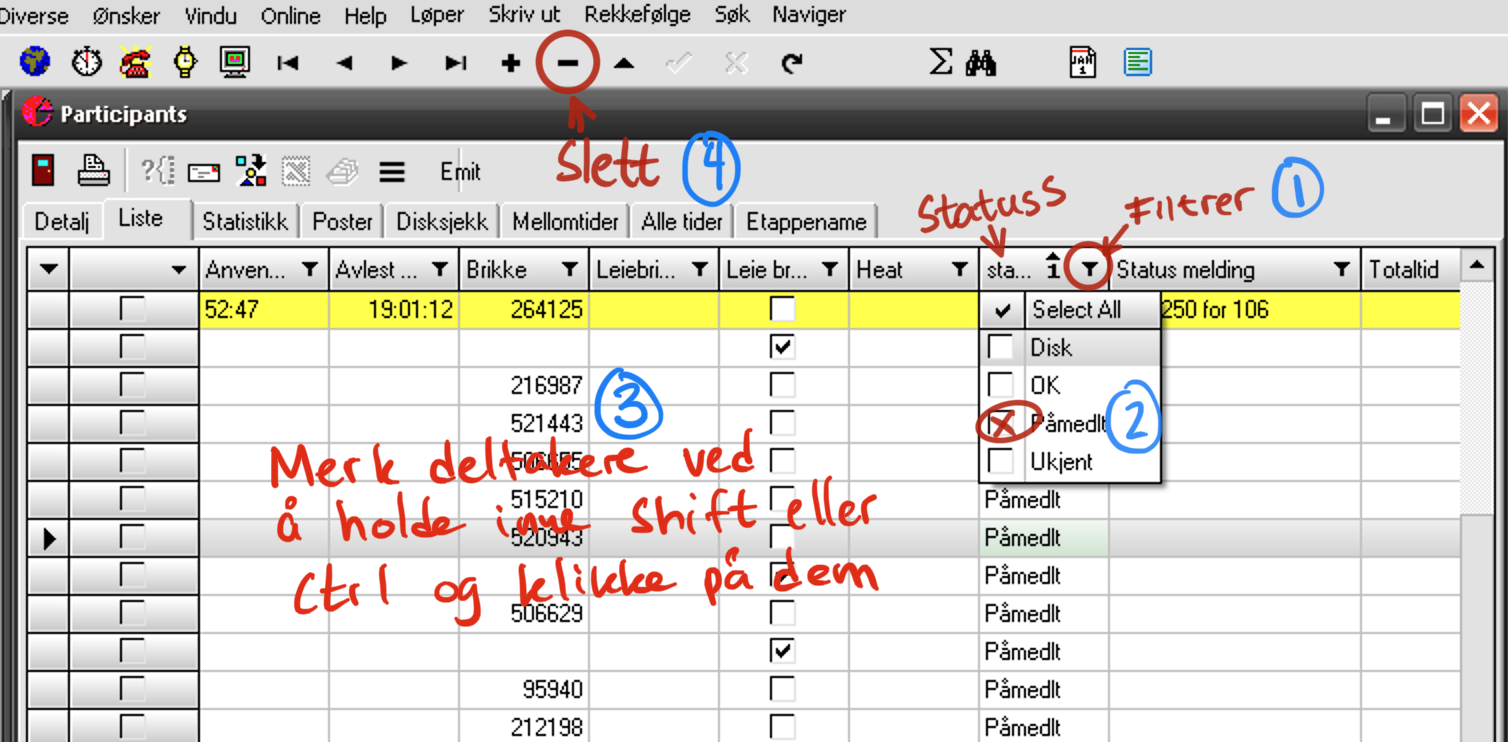 Diverse Ønsker Vindu Online Help Løper Skriv ut Rekkefølge Søk Naviger
JAN 1
Participants
Slett 4
Emit
Statuss Filtrer 1
Detalj Liste Statistikk Poster Disksjekk Mellomtider Alle tider Etappename
Anven... Avlest ... Brikke Leiebri... Leie br... Heat sta... 1 Status melding Totaltid
52:47 19:01:12 264125 Select All 250 for 106
Disk
216987 OK
3
521443 Påmedlt 2
Ukjent
Merk deltakere ved
515210 Påmedlt
å holde inne shift eller
520943 Påmedlt
Påmedlt
Ctrl og klikke på dem
506629 Påmedlt
Påmedlt
95940 Påmedlt
212198 Påmedlt